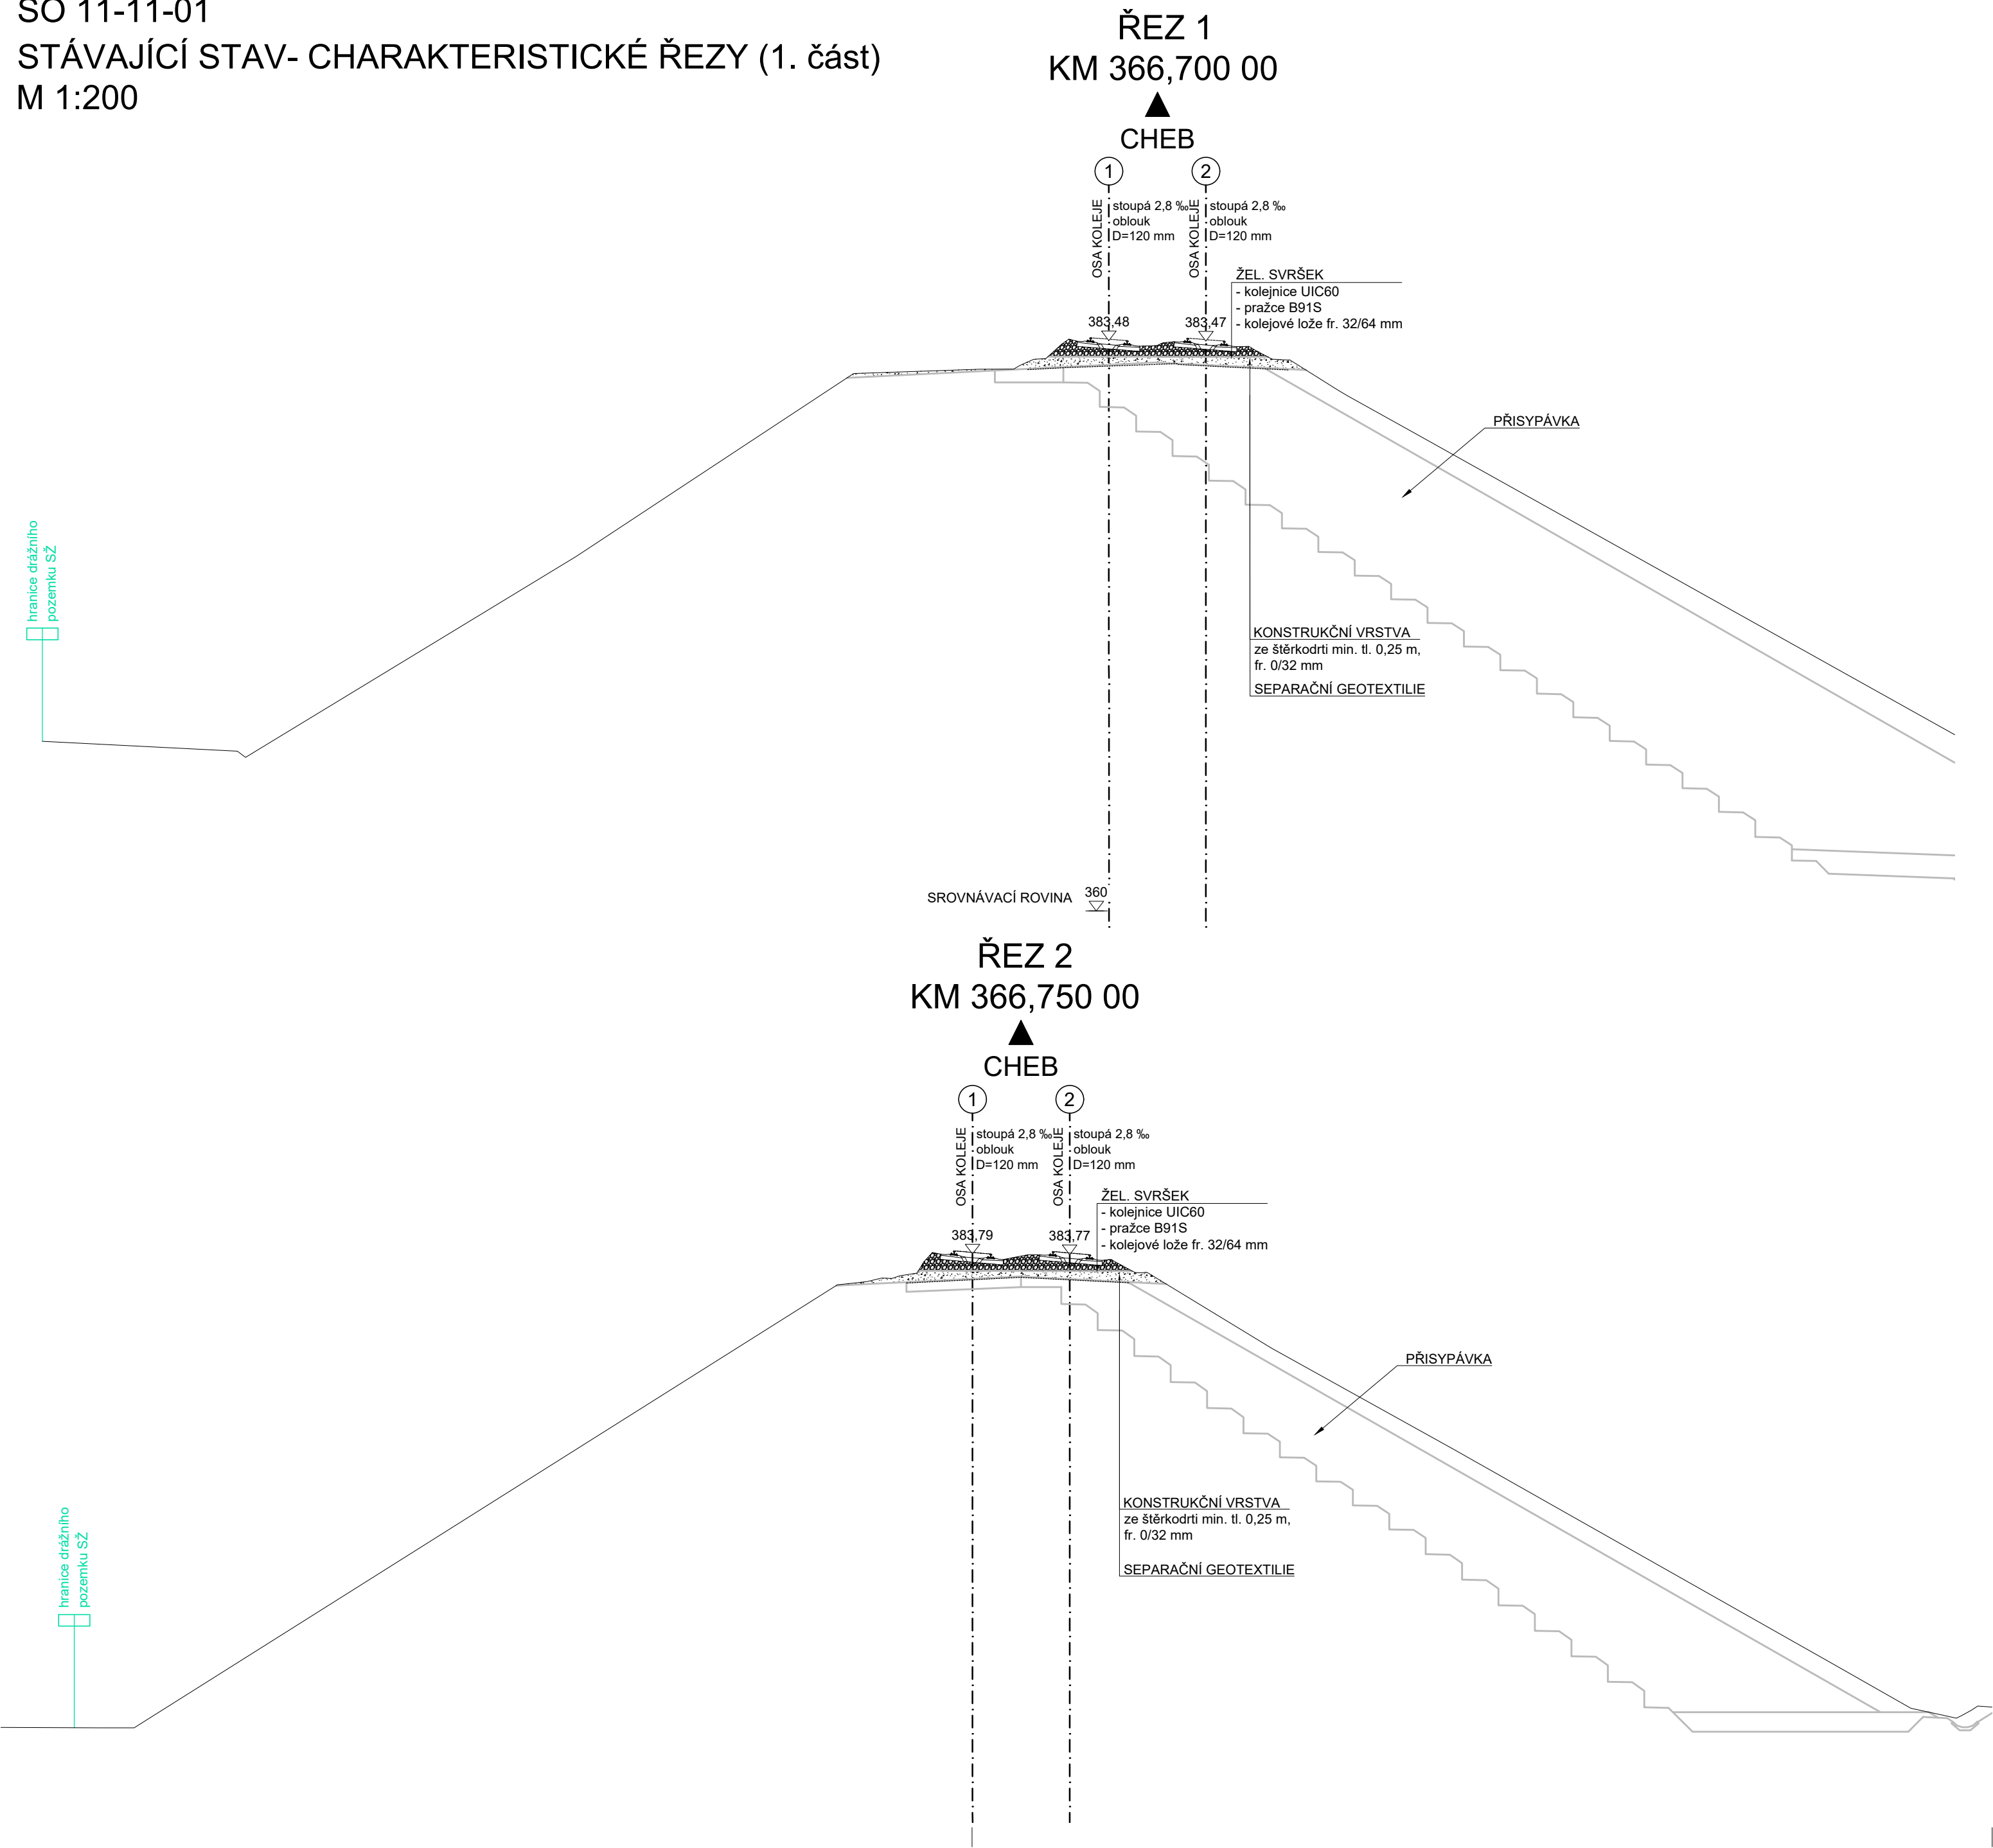 SO 11-11-01
STÁVAJÍCÍ STAV- CHARAKTERISTICKÉ ŘEZY (1. část)
M 1:200
ŘEZ 1
KM 366,700 00
CHEB
1
2
OSA KOLEJE
stoupá 2,8 ‰
oblouk
D=120 mm
OSA KOLEJE
stoupá 2,8 ‰
oblouk
D=120 mm
ŽEL. SVRŠEK
- kolejnice UIC60
- pražce B91S
- kolejové lože fr. 32/64 mm
383,48
383,47
PŘISYPÁVKA
hranice drážního
pozemku SŽ
KONSTRUKČNÍ VRSTVA
ze štěrkodrti min. tl. 0,25 m,
fr. 0/32 mm
SEPARAČNÍ GEOTEXTILIE
SROVNÁVACÍ ROVINA
360
ŘEZ 2
KM 366,750 00
CHEB
1
2
OSA KOLEJE
stoupá 2,8 ‰
oblouk
D=120 mm
OSA KOLEJE
stoupá 2,8 ‰
oblouk
D=120 mm
ŽEL. SVRŠEK
- kolejnice UIC60
- pražce B91S
- kolejové lože fr. 32/64 mm
383,79
383,77
PŘISYPÁVKA
KONSTRUKČNÍ VRSTVA
ze štěrkodrti min. tl. 0,25 m,
fr. 0/32 mm
SEPARAČNÍ GEOTEXTILIE
hranice drážního
pozemku SŽ